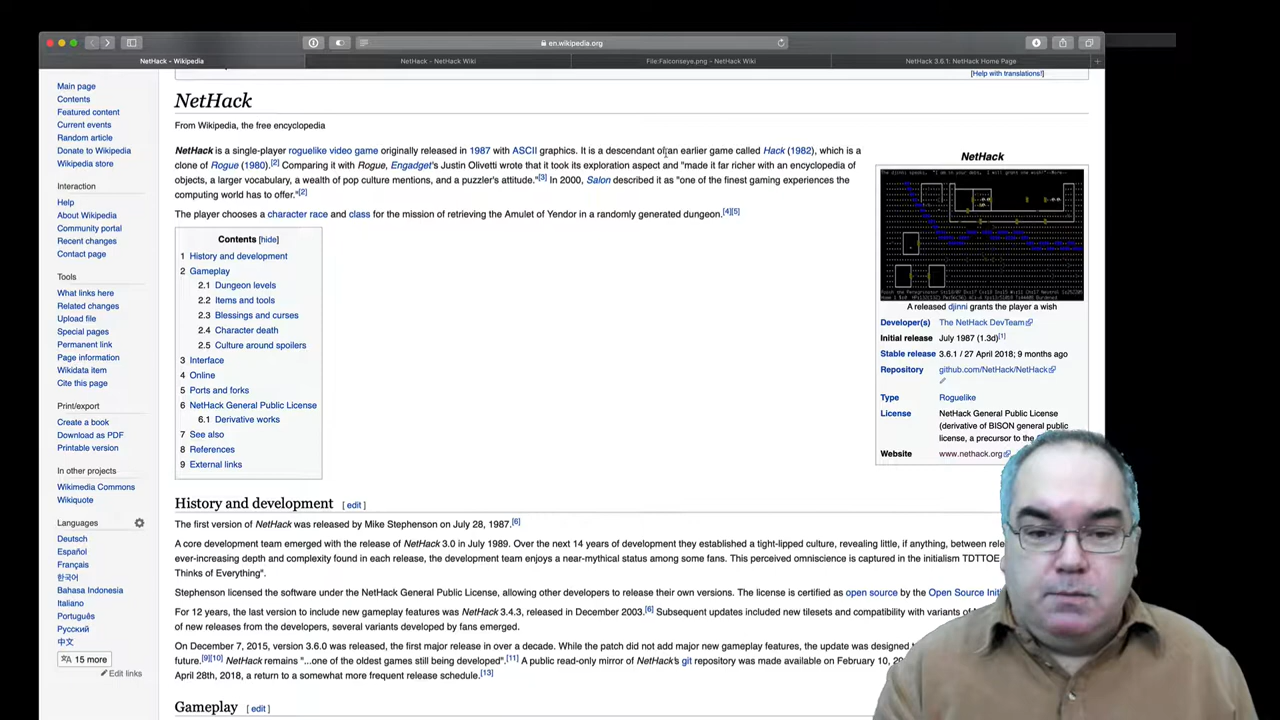 en.wikipedia.org
NetHack - Wikipedia
NetHack - NetHack Wiki
File:Falconseye.png - NetHack Wiki
NetHack 3.6.1: NetHack Home Page
Main page
Contents
Featured content
Current events
Random article
Donate to Wikipedia
Wikipedia store
Interaction
Help
About Wikipedia
Community portal
Recent changes
Contact page
Tools
What links here
Related changes
Upload file
Special pages
Permanent link
Page information
Wikidata item
Cite this page
Print/export
Create a book
Download as PDF
Printable version
In other projects
Wikimedia Commons
Wikiquote
Languages
Deutsch
Español
Français
한국어
Bahasa Indonesia
Italiano
Português
Русский
中文
15 more
Edit links
[Help with translations!]
NetHack
From Wikipedia, the free encyclopedia
NetHack is a single-player roguelike video game originally released in 1987 with ASCII graphics. It is a descendant of an earlier game called Hack (1982), which is a
clone of Rogue (1980).[2] Comparing it with Rogue, Engadget's Justin Olivetti wrote that it took its exploration aspect and "made it far richer with an encyclopedia of
objects, a larger vocabulary, a wealth of pop culture mentions, and a puzzler's attitude."[3] In 2000, Salon described it as "one of the finest gaming experiences the
computing world has to offer."[2]
The player chooses a character race and class for the mission of retrieving the Amulet of Yendor in a randomly generated dungeon.[4][5]
Contents [hide]
1 History and development
2 Gameplay
2.1 Dungeon levels
2.2 Items and tools
2.3 Blessings and curses
2.4 Character death
2.5 Culture around spoilers
3 Interface
4 Online
5 Ports and forks
6 NetHack General Public License
6.1 Derivative works
7 See also
8 References
9 External links
NetHack
A released djinni grants the player a wish
Developer(s) The NetHack DevTeam
Initial release July 1987 (1.3d)[1]
Stable release 3.6.1 / 27 April 2018; 9 months ago
Repository github.com/NetHack/NetHack
Type Roguelike
License NetHack General Public License
(derivative of BISON general public
license, a precursor to the
Website www.nethack.org
History and development [ edit ]
The first version of NetHack was released by Mike Stephenson on July 28, 1987.[6]
A core development team emerged with the release of NetHack 3.0 in July 1989. Over the next 14 years of development they established a tight-lipped culture, revealing little, if anything, between rele
ever-increasing depth and complexity found in each release, the development team enjoys a near-mythical status among some fans. This perceived omniscience is captured in the initialism TDTTOE
Thinks of Everything".
Stephenson licensed the software under the NetHack General Public License, allowing other developers to release their own versions. The license is certified as open source by the Open Source Init
For 12 years, the last version to include new gameplay features was NetHack 3.4.3, released in December 2003.[6] Subsequent updates included new tilesets and compatibility with variants of
of new releases from the developers, several variants developed by fans emerged.
On December 7, 2015, version 3.6.0 was released, the first major release in over a decade. While the patch did not add major new gameplay features, the update was designed
future.[9][10] NetHack remains "...one of the oldest games still being developed".[11] A public read-only mirror of NetHack's git repository was made available on February 10, 20
April 28th, 2018, a return to a somewhat more frequent release schedule.[13]
Gameplay [ edit ]